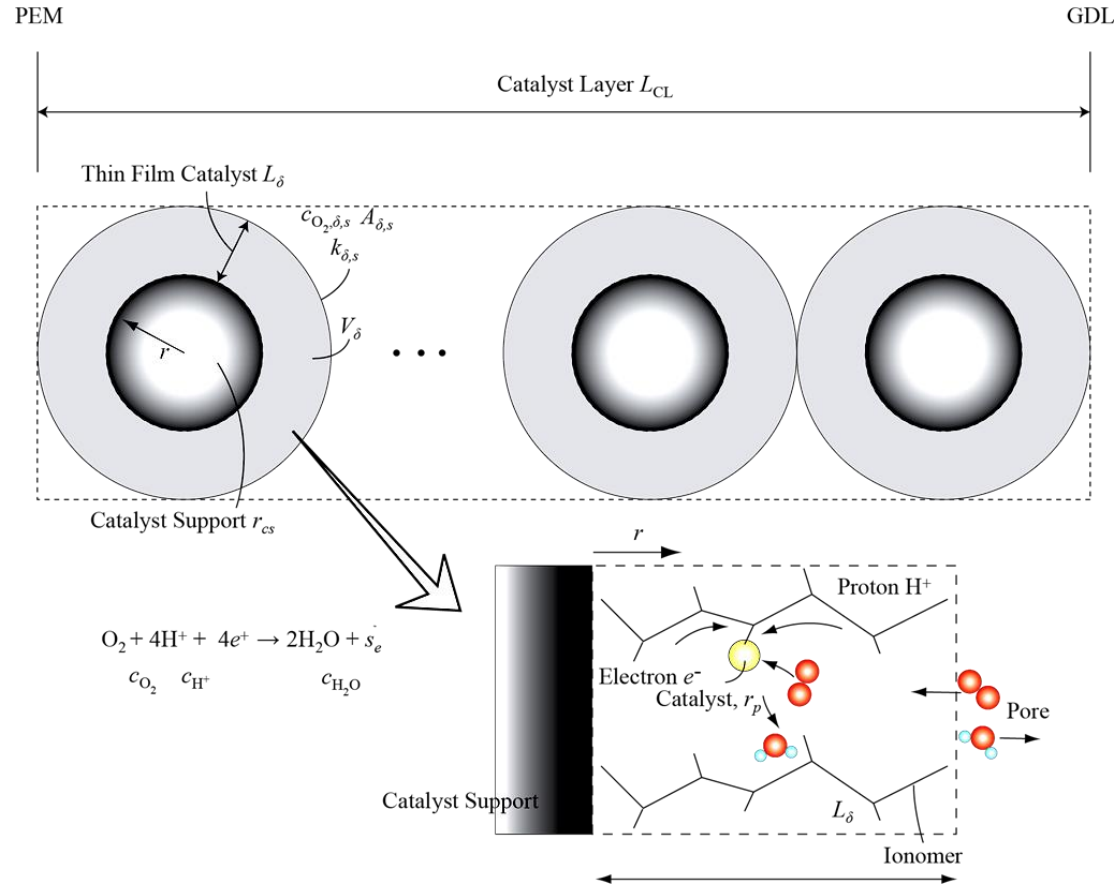 PEM
GDL
Catalyst Layer L_CL
Thin Film Catalyst L_δ
c_O₂,δ,s A_δ,s
k_δ,s
V_δ
r
Catalyst Support r_cs
r
Proton H⁺
O₂ + 4H⁺ + 4e⁺ → 2H₂O + ṡ_e
c_O₂ c_H⁺ c_H₂O
Electron e⁻
Catalyst, r_p
Pore
Catalyst Support
L_δ
Ionomer